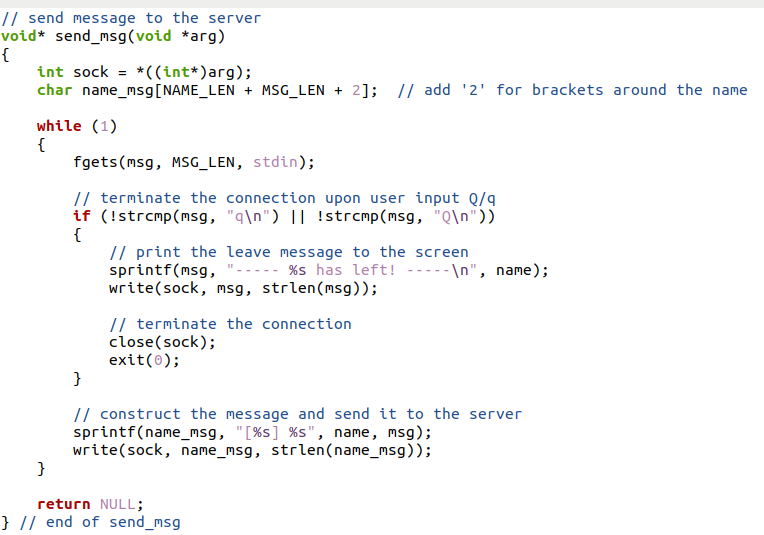 // send message to the server
void* send_msg(void *arg)
{
    int sock = *((int*)arg);
    char name_msg[NAME_LEN + MSG_LEN + 2];  // add '2' for brackets around the name

    while (1)
    {
        fgets(msg, MSG_LEN, stdin);

        // terminate the connection upon user input Q/q
        if (!strcmp(msg, "q\n") || !strcmp(msg, "Q\n"))
        {
            // print the leave message to the screen
            sprintf(msg, "----- %s has left! -----\n", name);
            write(sock, msg, strlen(msg));

            // terminate the connection
            close(sock);
            exit(0);
        }

        // construct the message and send it to the server
        sprintf(name_msg, "[%s] %s", name, msg);
        write(sock, name_msg, strlen(name_msg));
    }

    return NULL;
} // end of send_msg